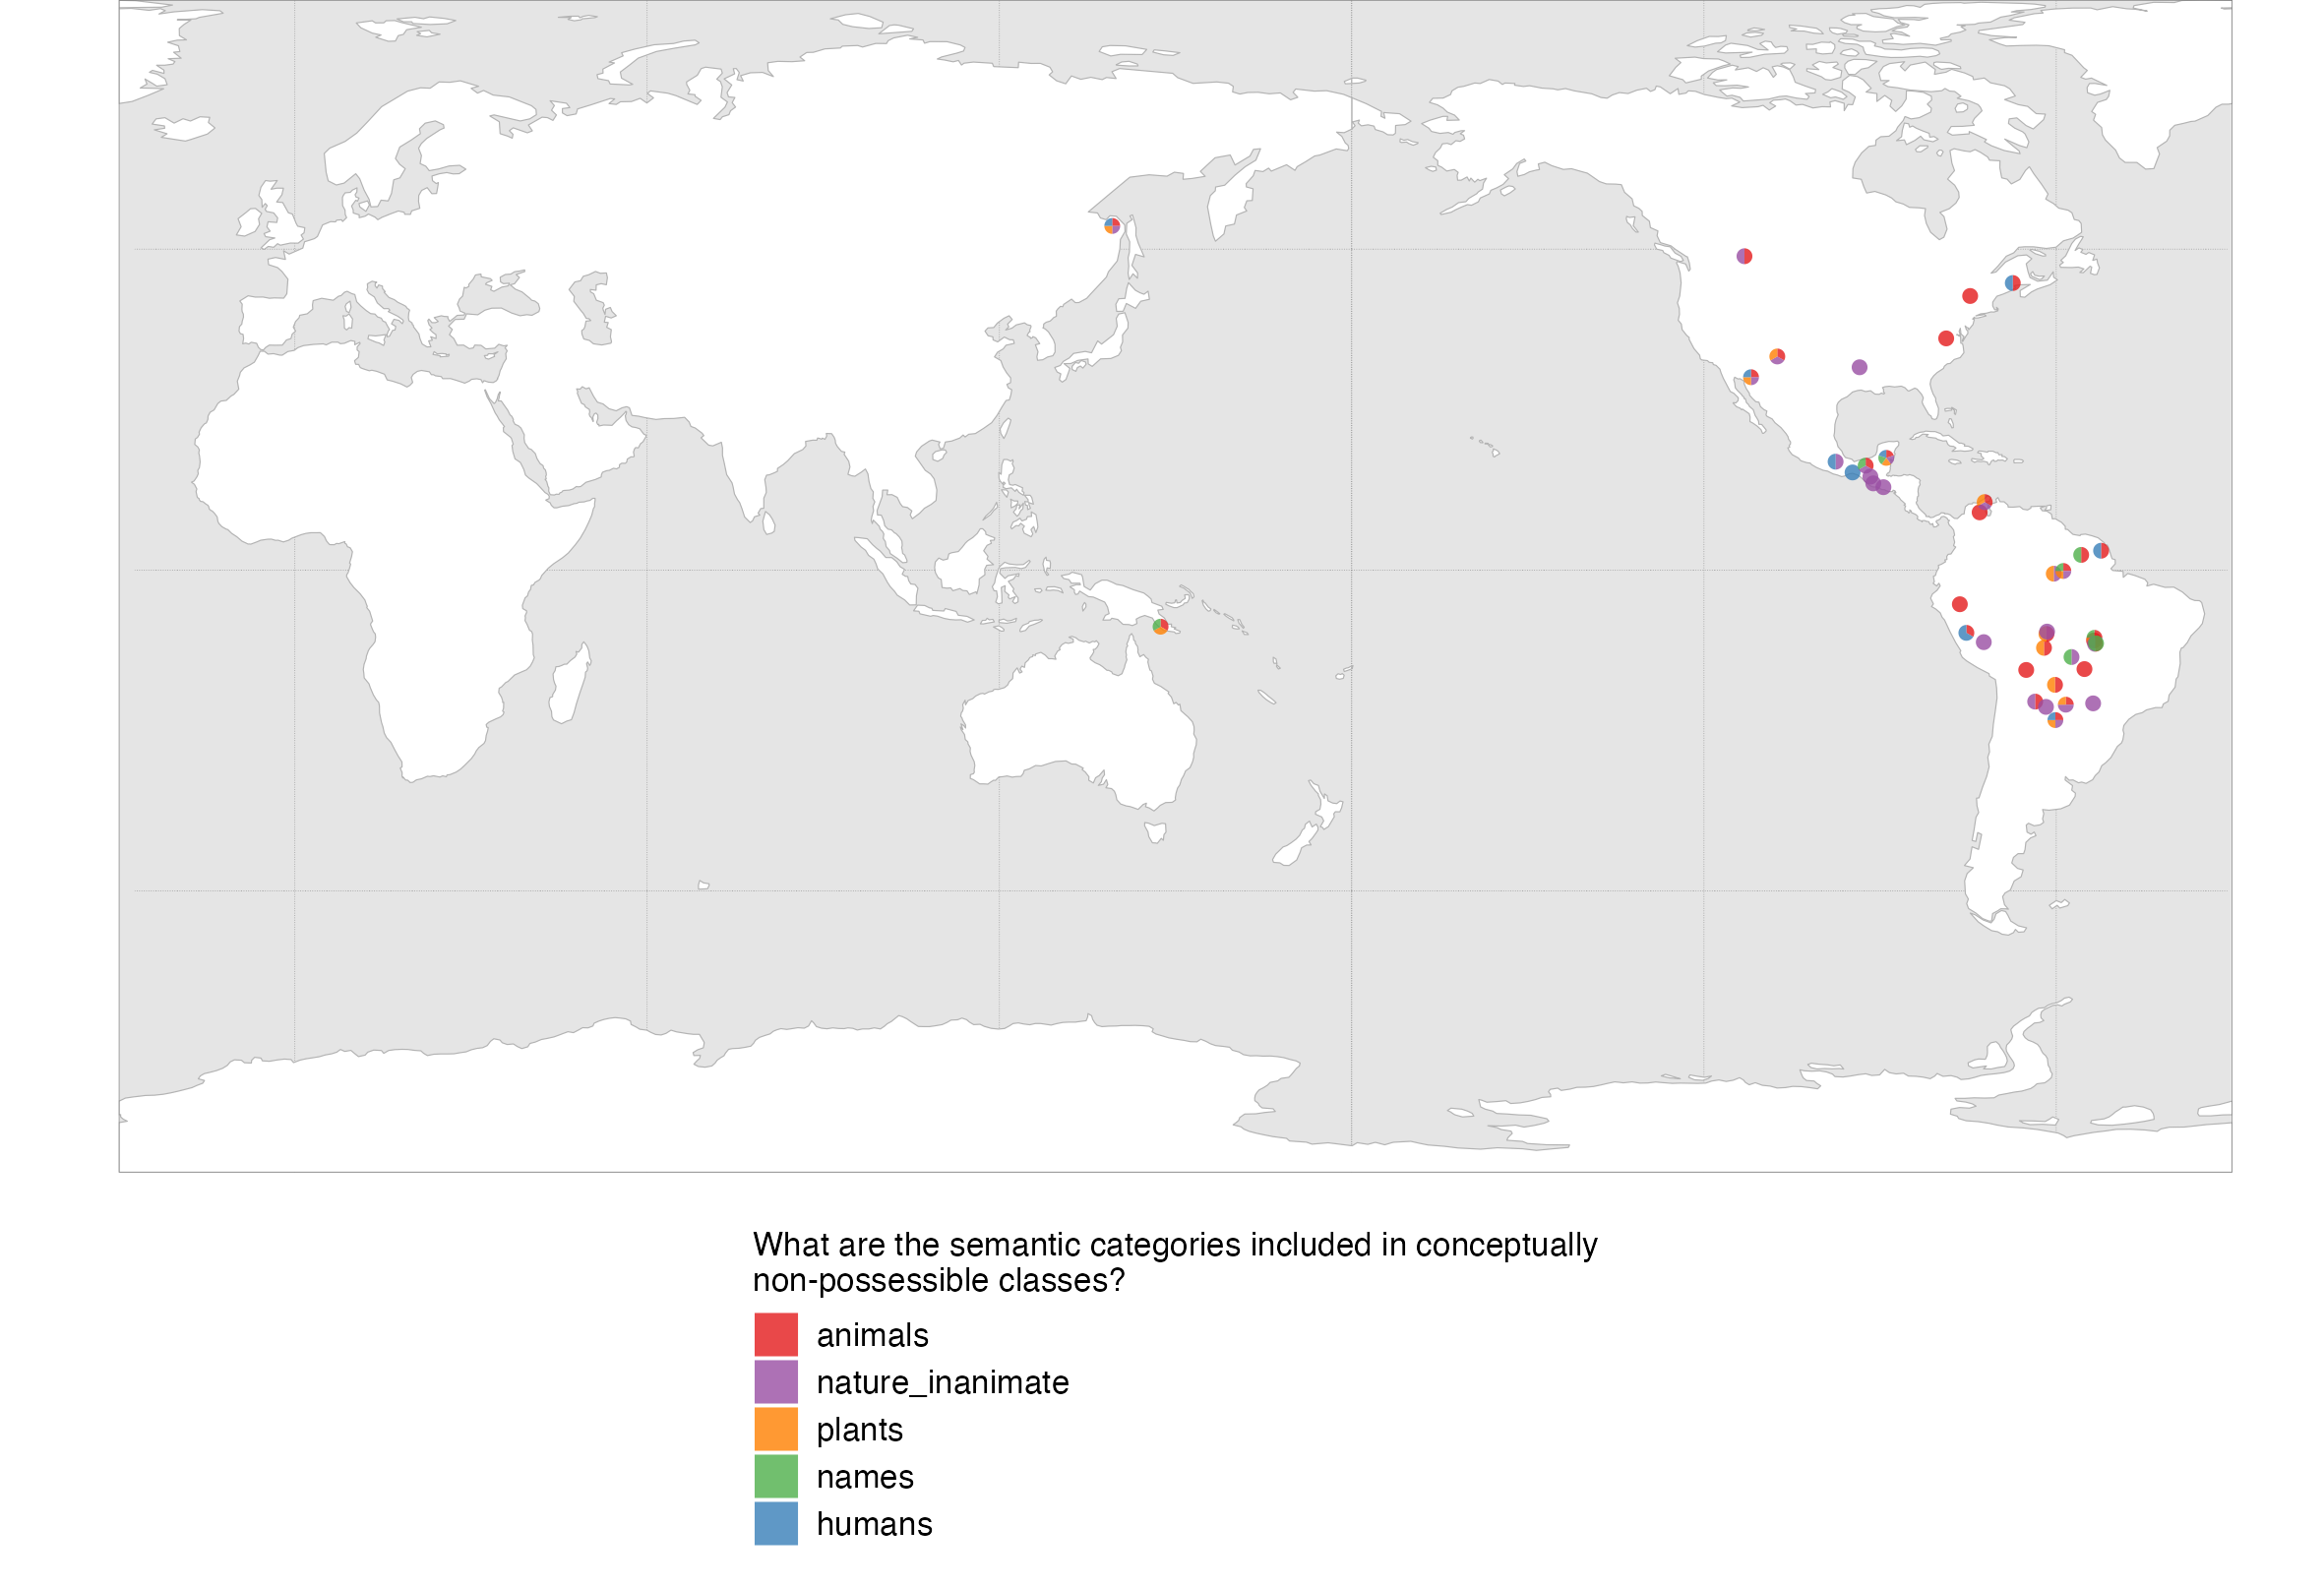 What are the semantic categories included in conceptually
non-possessible classes?
animals
nature_inanimate
plants
names
humans